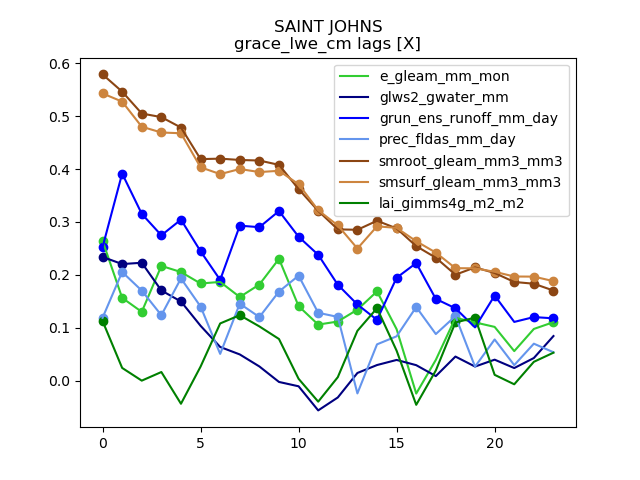 SAINT JOHNS
grace_lwe_cm lags [X]
0.6
0.5
0.4
0.3
0.2
0.1
0.0
e_gleam_mm_mon
glws2_gwater_mm
grun_ens_runoff_mm_day
prec_fldas_mm_day
smroot_gleam_mm3_mm3
smsurf_gleam_mm3_mm3
lai_gimms4g_m2_m2
0 5 10 15 20